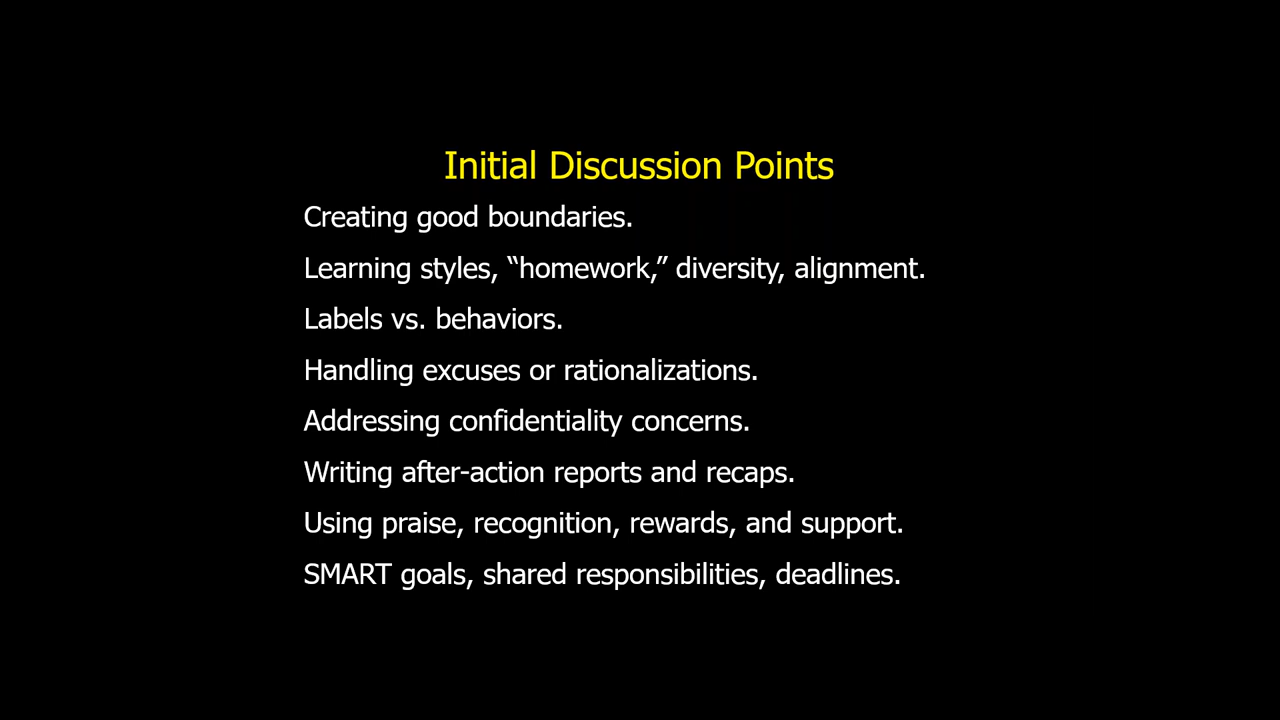 Initial Discussion Points
Creating good boundaries.
Learning styles, “homework,” diversity, alignment.
Labels vs. behaviors.
Handling excuses or rationalizations.
Addressing confidentiality concerns.
Writing after-action reports and recaps.
Using praise, recognition, rewards, and support.
SMART goals, shared responsibilities, deadlines.